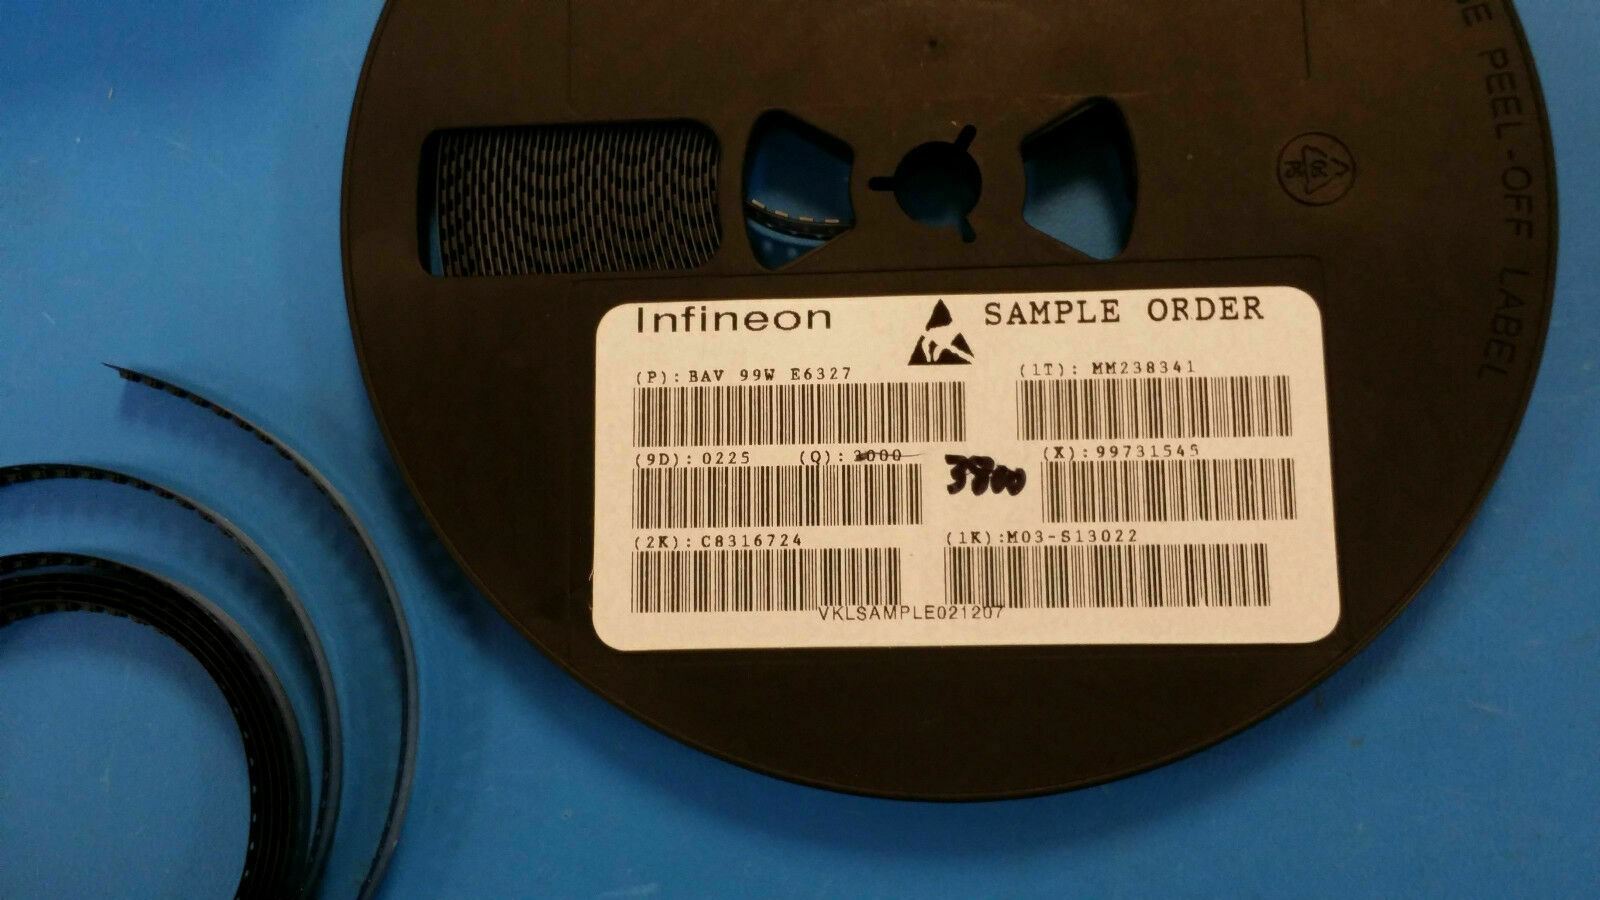 PEEL-OFF LABEL
Infineon SAMPLE ORDER
(P): BAV 99W E6327 (1T): MM238341
(9D): 0225 (Q): 3000 3800 (X): 99731545
(2K): C8316724 (1K): M03-S13022
VKLSAMPLE021207